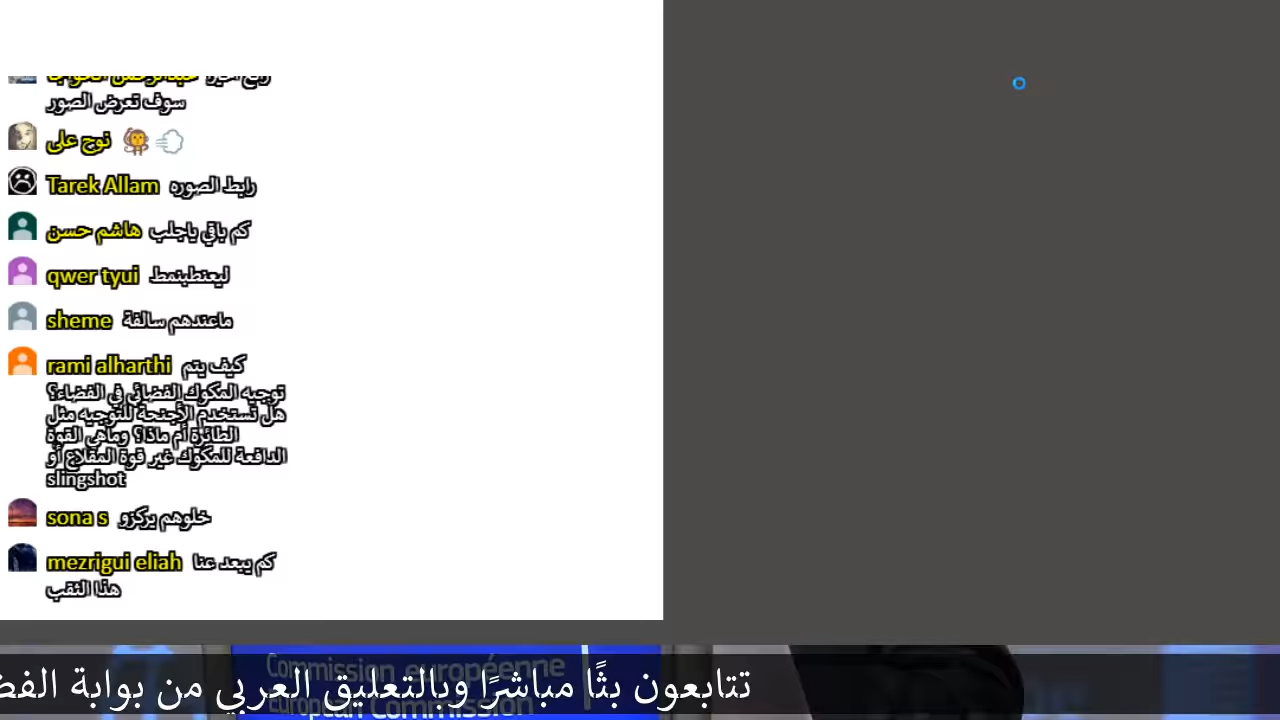 سوف تعرض الصور
نوح على
Tarek Allam رابط الصوره
هاشم حسن كم باقي ياجلب
qwer tyui ليعنطينمط
sheme ماعندهم سالفة
rami alharthi كيف يتم
توجيه المكوك الفضائي في الفضاء؟
هل تستخدم الأجنحة للتوجيه مثل
الطائرة أم ماذا؟ وماهي القوة
الدافعة للمكوك غير قوة المقلاع أو
slingshot
sona s خلوهم يركزو
mezrigui eliah كم يبعد عنا
هذا الثقب
Commission européenne
European Commission
تتابعون بثًا مباشرًا وبالتعليق العربي من بوابة